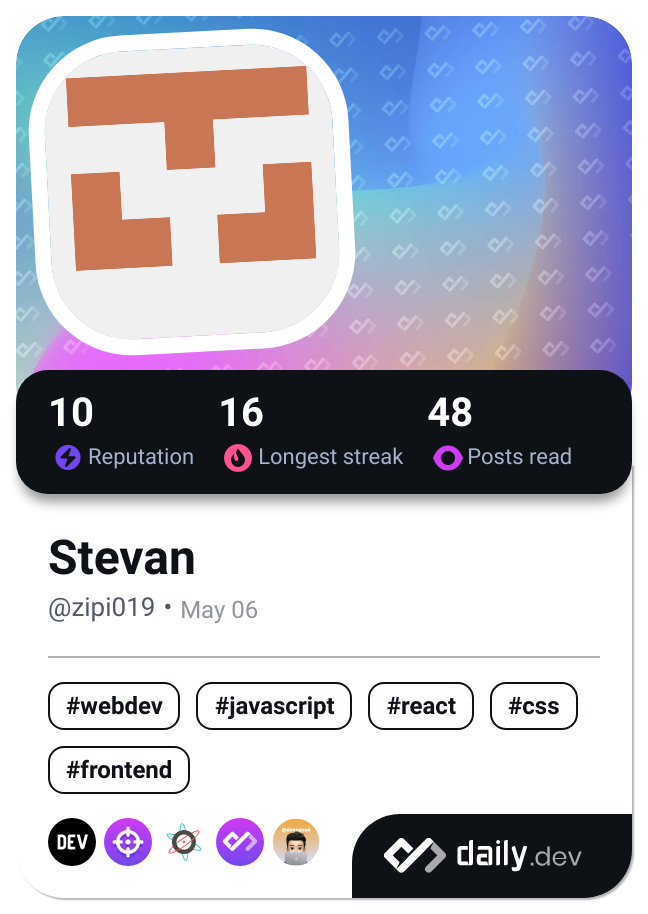 10 16 48
Reputation Longest streak Posts read
Stevan
@zipi019 • May 06
#webdev #javascript #react #css
#frontend
DEV
daily.dev